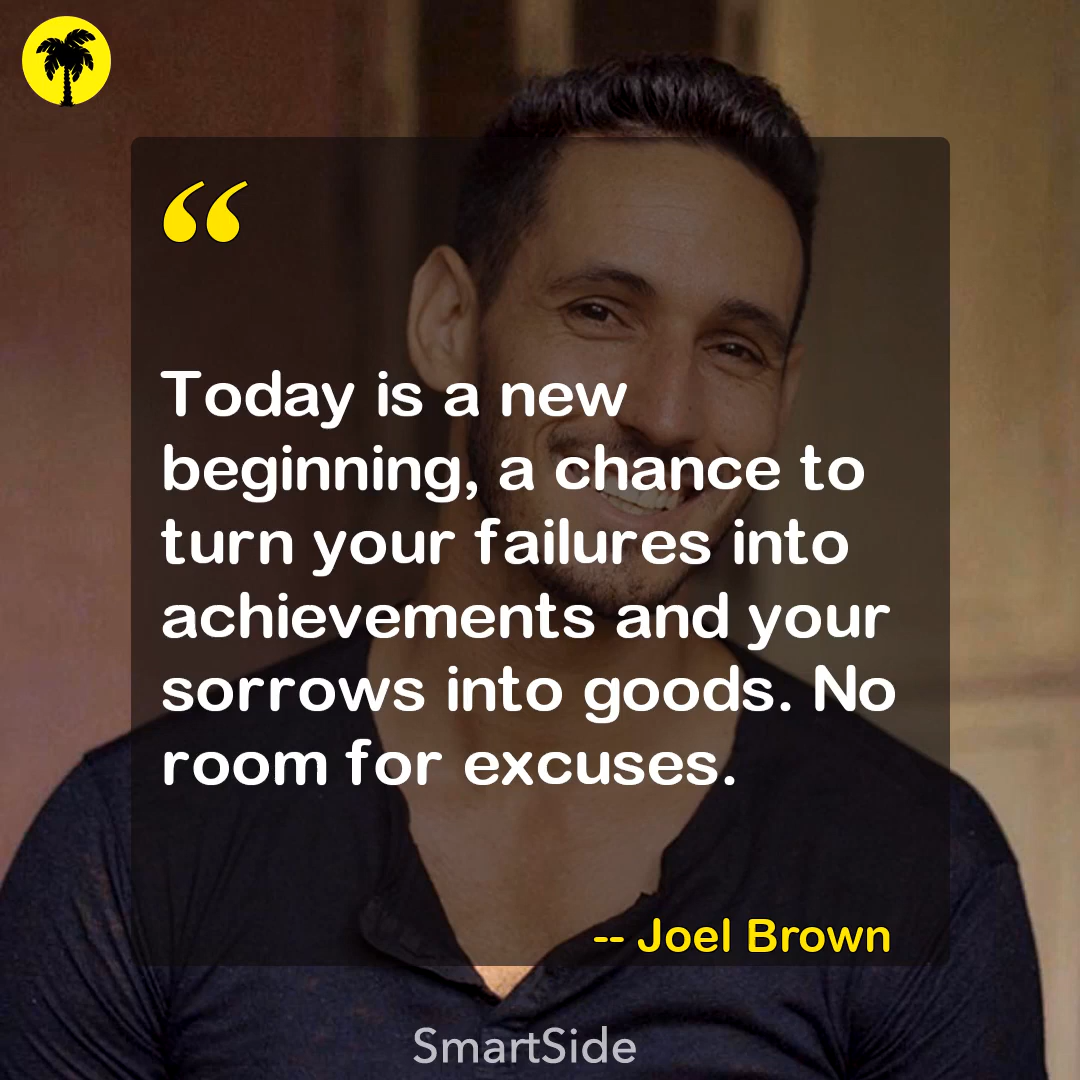 “
Today is a new
beginning, a chance to
turn your failures into
achievements and your
sorrows into goods. No
room for excuses.
-- Joel Brown
SmartSide